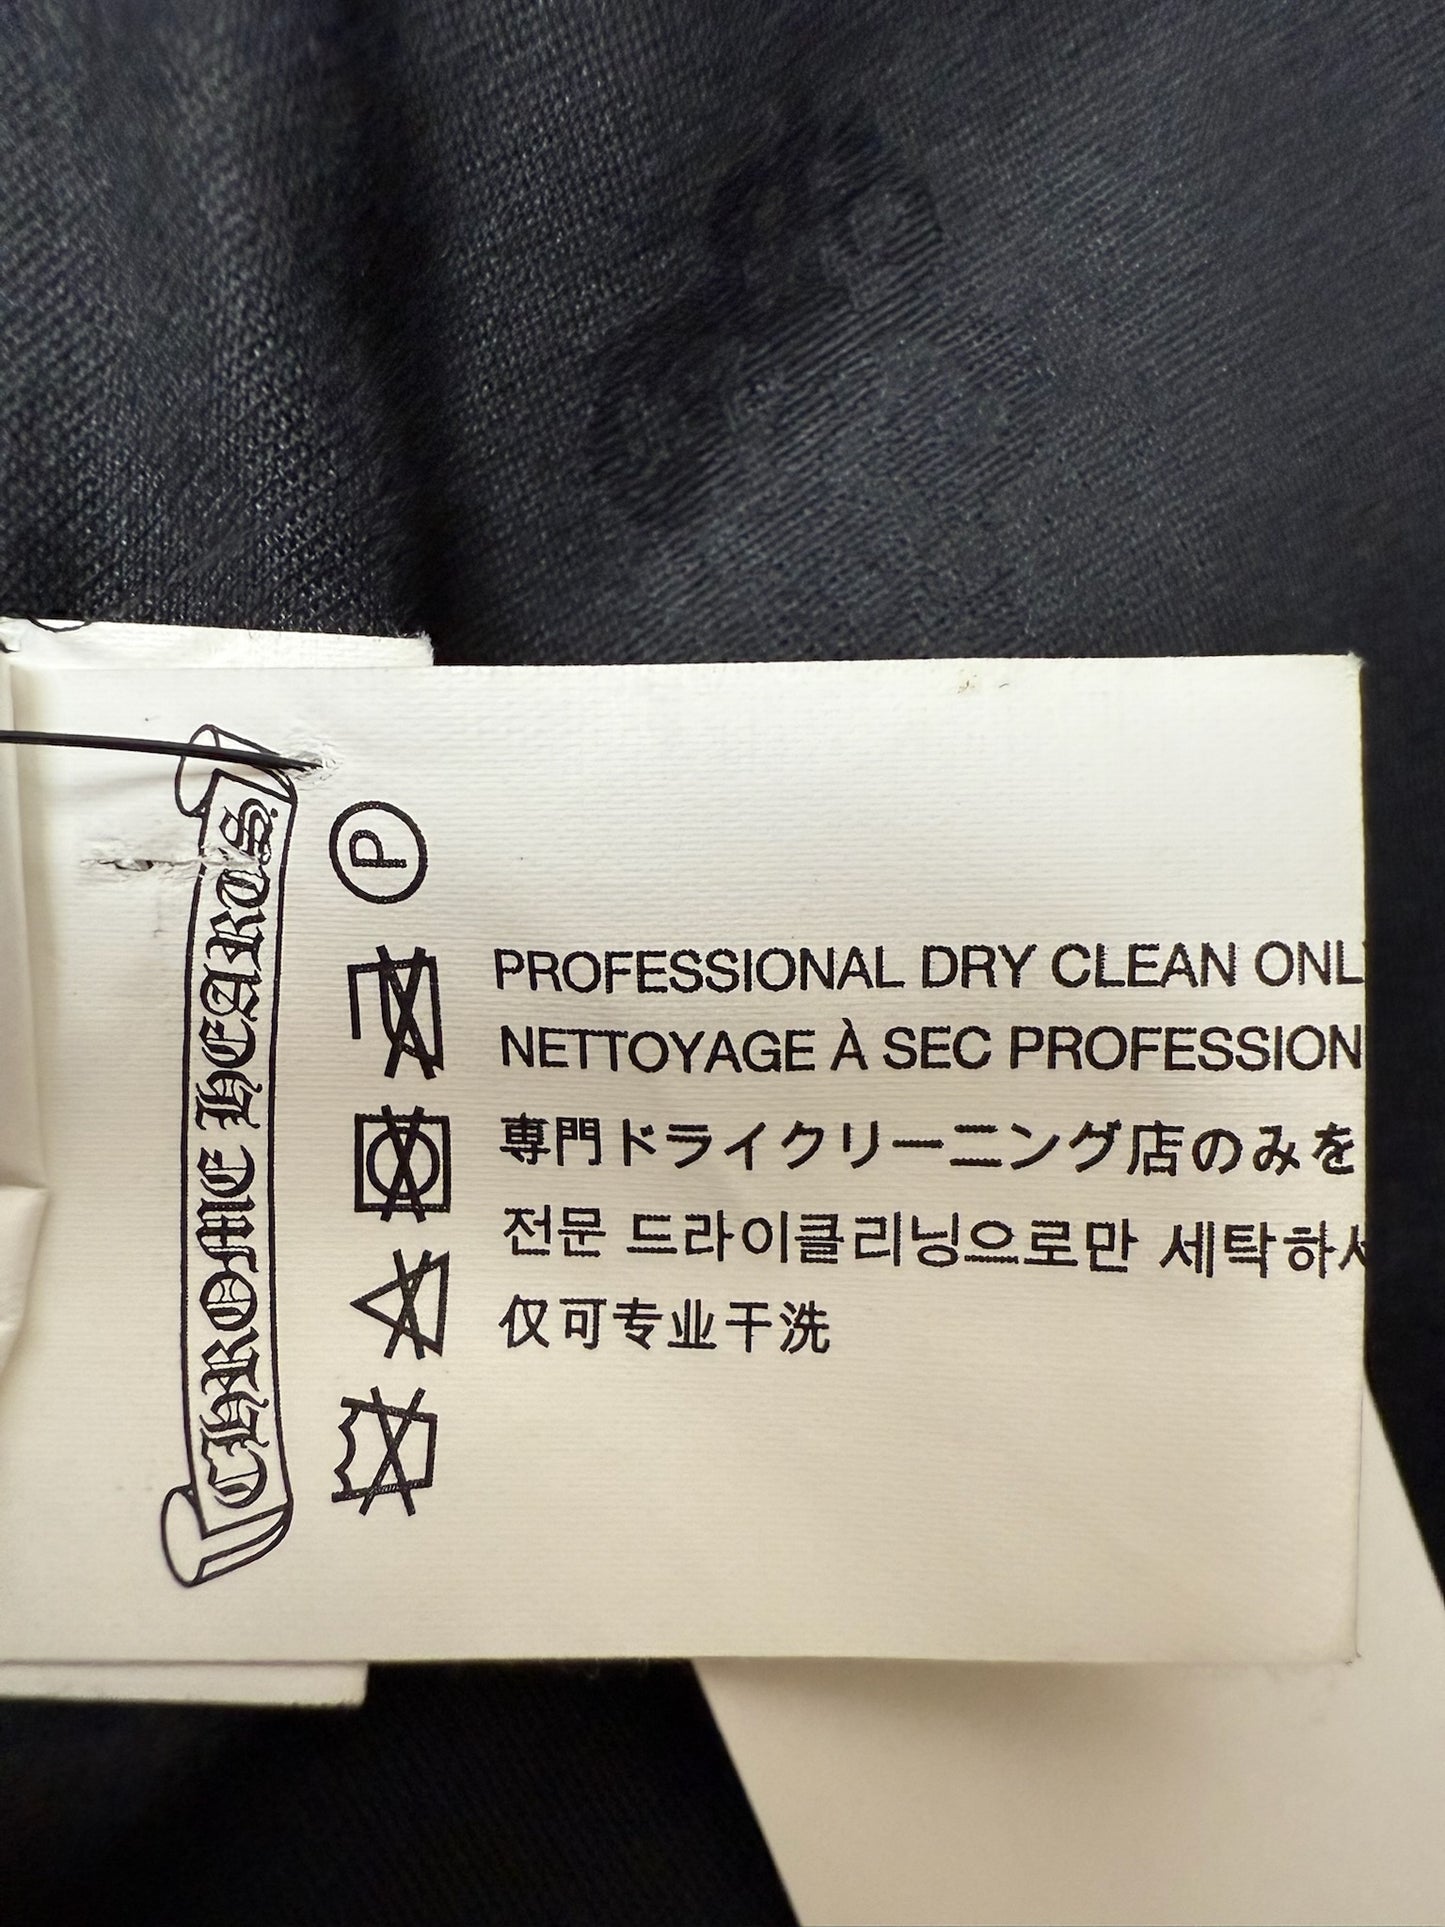 CHROME HEARTS
P
PROFESSIONAL DRY CLEAN ONL
NETTOYAGE À SEC PROFESSION
専門ドライクリーニング店のみを
전문 드라이클리닝으로만 세탁하
仅可专业干洗